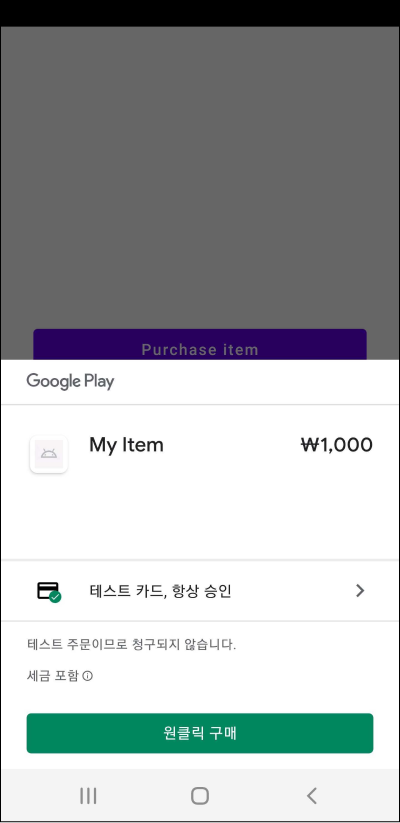 Purchase item
Google Play
My Item ₩1,000
테스트 카드, 항상 승인
테스트 주문이므로 청구되지 않습니다.
세금 포함
원클릭 구매